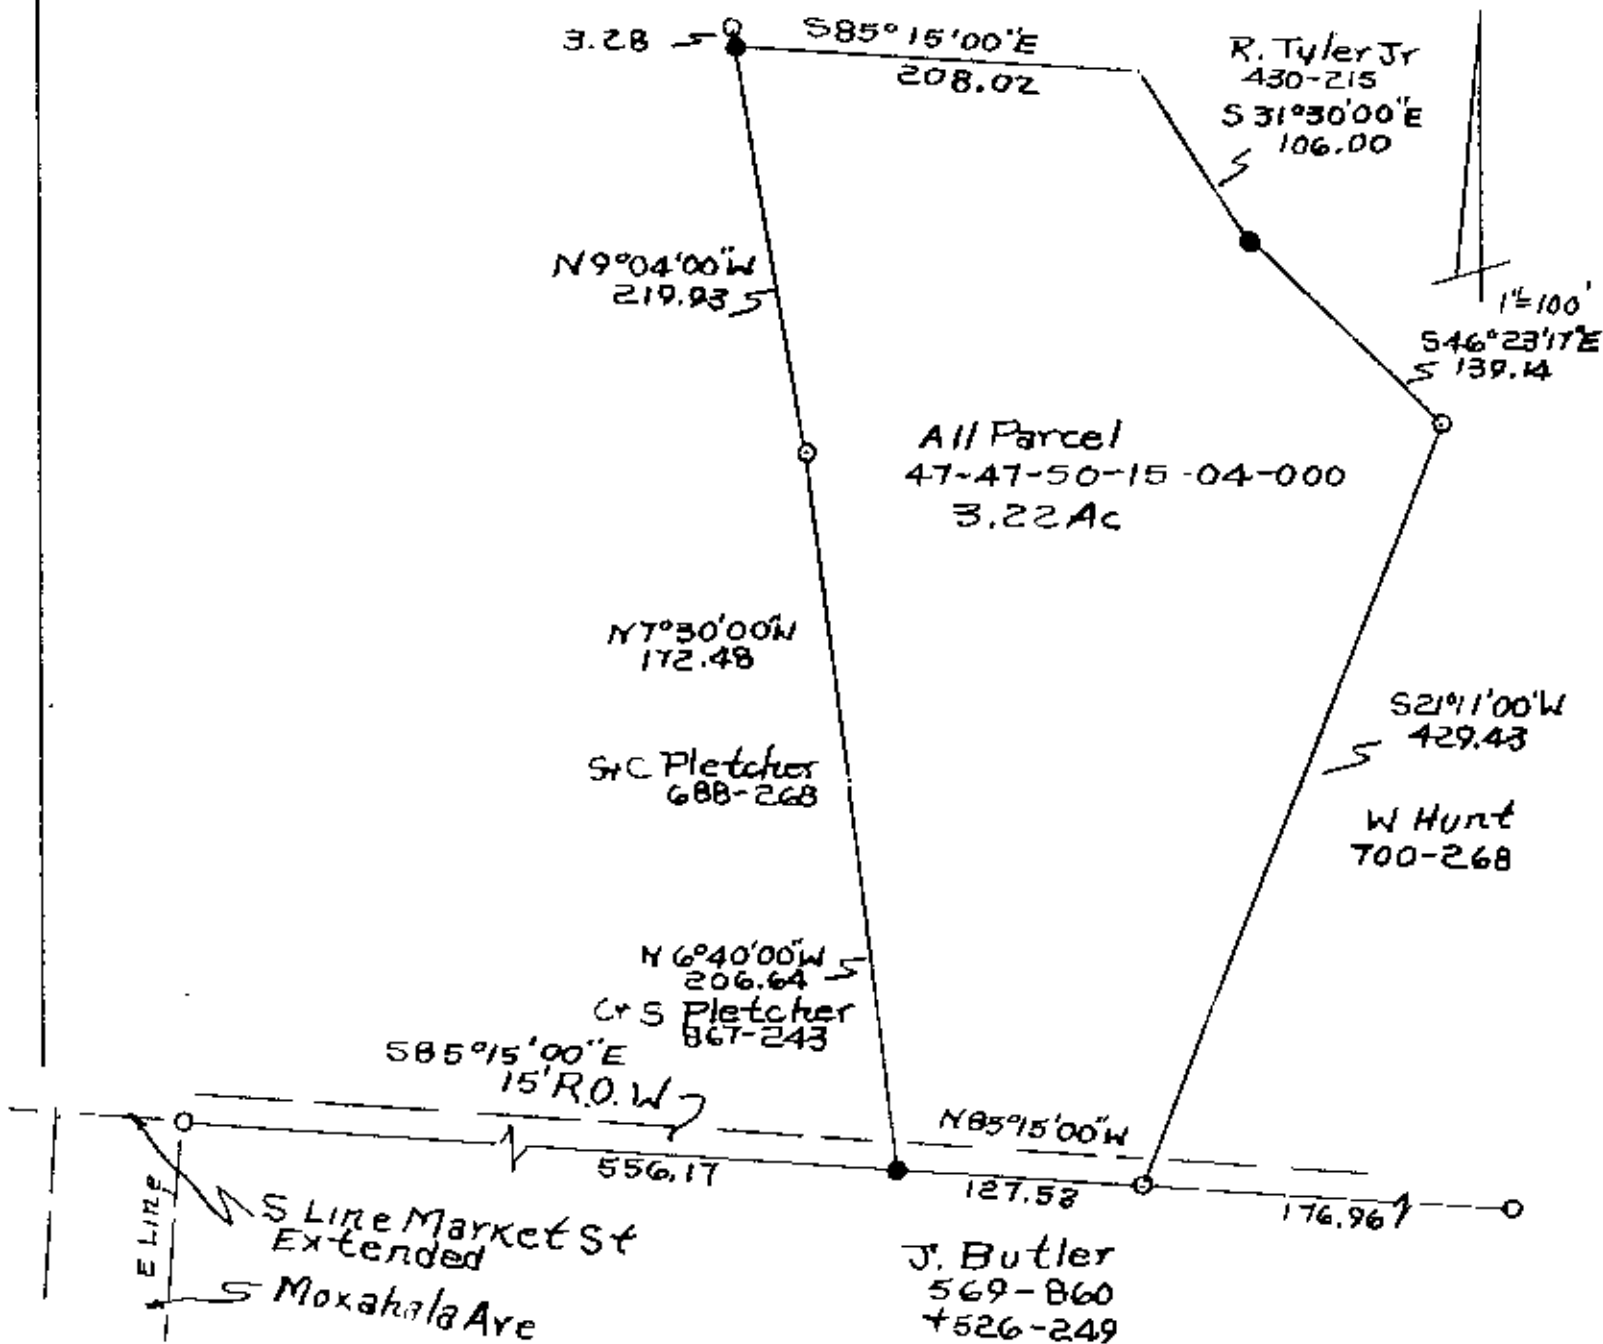 3.28
S85°15'00"E
208.02
R. Tyler Jr
430-215
S31°30'00"E
106.00
N9°04'00"W
219.93
1"=100'
S46°23'17"E
139.14
All Parcel
47-47-50-15-04-000
3.22 Ac
N7°30'00"W
172.48
S+C Pletcher
688-268
S21°11'00"W
429.43
W Hunt
700-268
N6°40'00"W
206.64
C+S Pletcher
867-243
S85°15'00"E
15' R.O.W
N85°15'00"W
556.17
127.53
176.96
E Line
S Line Market St
Extended
Moxahala Ave
J. Butler
569-860
+526-249